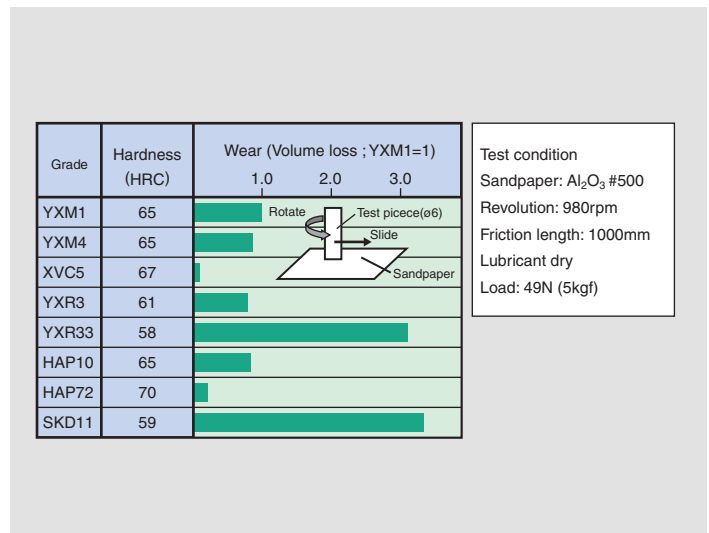 Grade
Hardness
(HRC)
Wear (Volume loss ; YXM1=1)
1.0 2.0 3.0
YXM1 65
YXM4 65
XVC5 67
YXR3 61
YXR33 58
HAP10 65
HAP72 70
SKD11 59
Rotate
Test picece(ø6)
Slide
Sandpaper
Test condition
Sandpaper: Al₂O₃ #500
Revolution: 980rpm
Friction length: 1000mm
Lubricant dry
Load: 49N (5kgf)